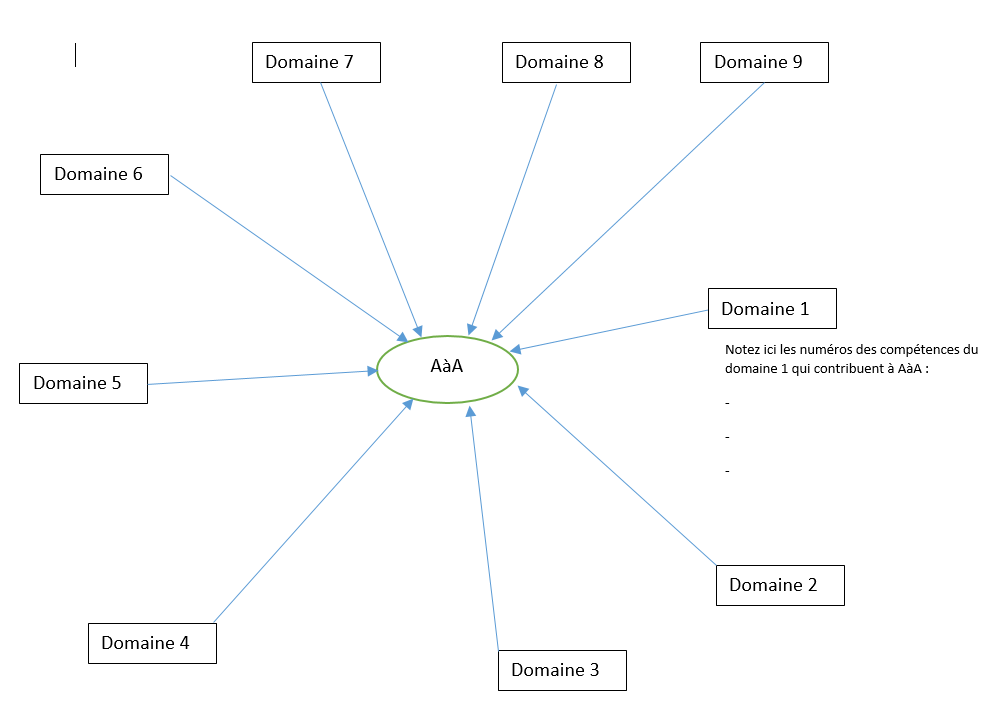 Domaine 7
Domaine 8
Domaine 9
Domaine 6
Domaine 1
Notez ici les numéros des compétences du
domaine 1 qui contribuent à AàA :
-
-
-
AàA
Domaine 5
Domaine 2
Domaine 4
Domaine 3